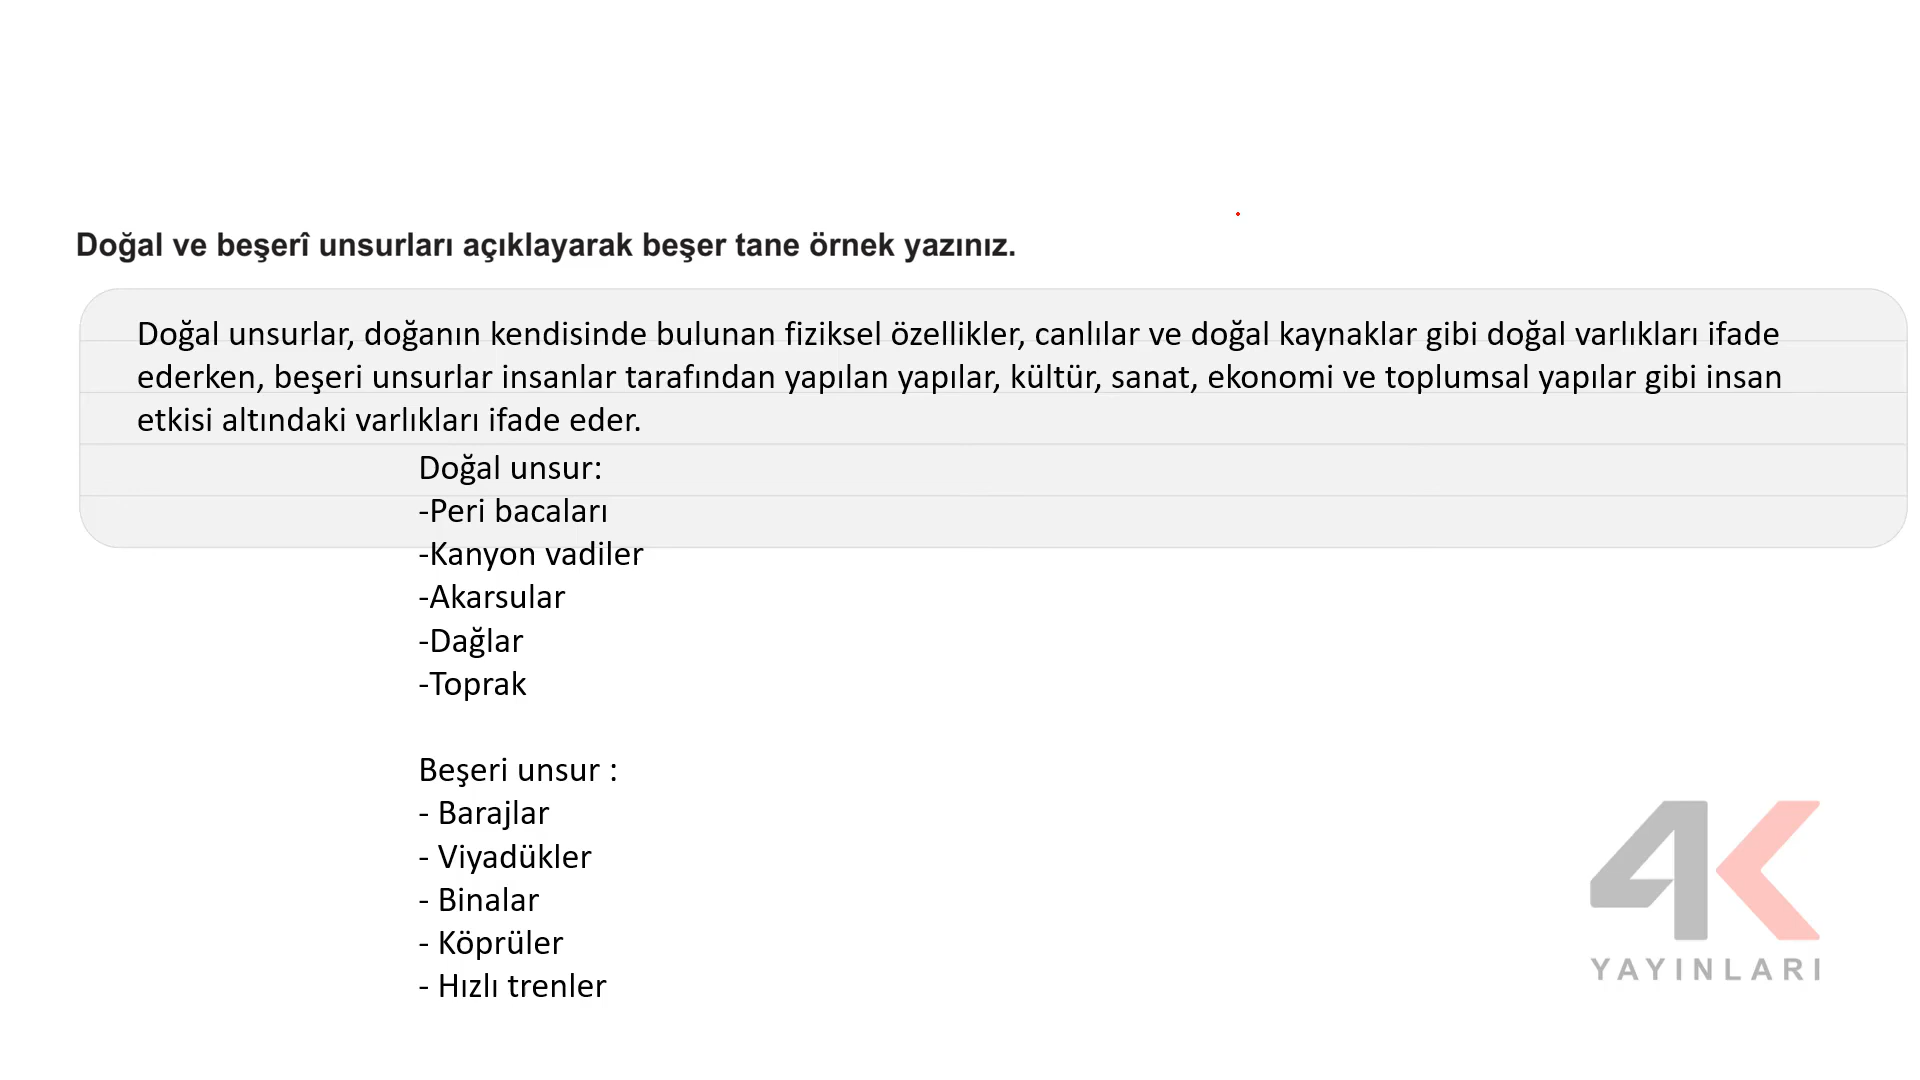 Doğal ve beşerî unsurları açıklayarak beşer tane örnek yazınız.
Doğal unsurlar, doğanın kendisinde bulunan fiziksel özellikler, canlılar ve doğal kaynaklar gibi doğal varlıkları ifade
ederken, beşeri unsurlar insanlar tarafından yapılan yapılar, kültür, sanat, ekonomi ve toplumsal yapılar gibi insan
etkisi altındaki varlıkları ifade eder.
Doğal unsur:
-Peri bacaları
-Kanyon vadiler
-Akarsular
-Dağlar
-Toprak
Beşeri unsur :
- Barajlar
- Viyadükler
- Binalar
- Köprüler
- Hızlı trenler
4K
YAYINLARI